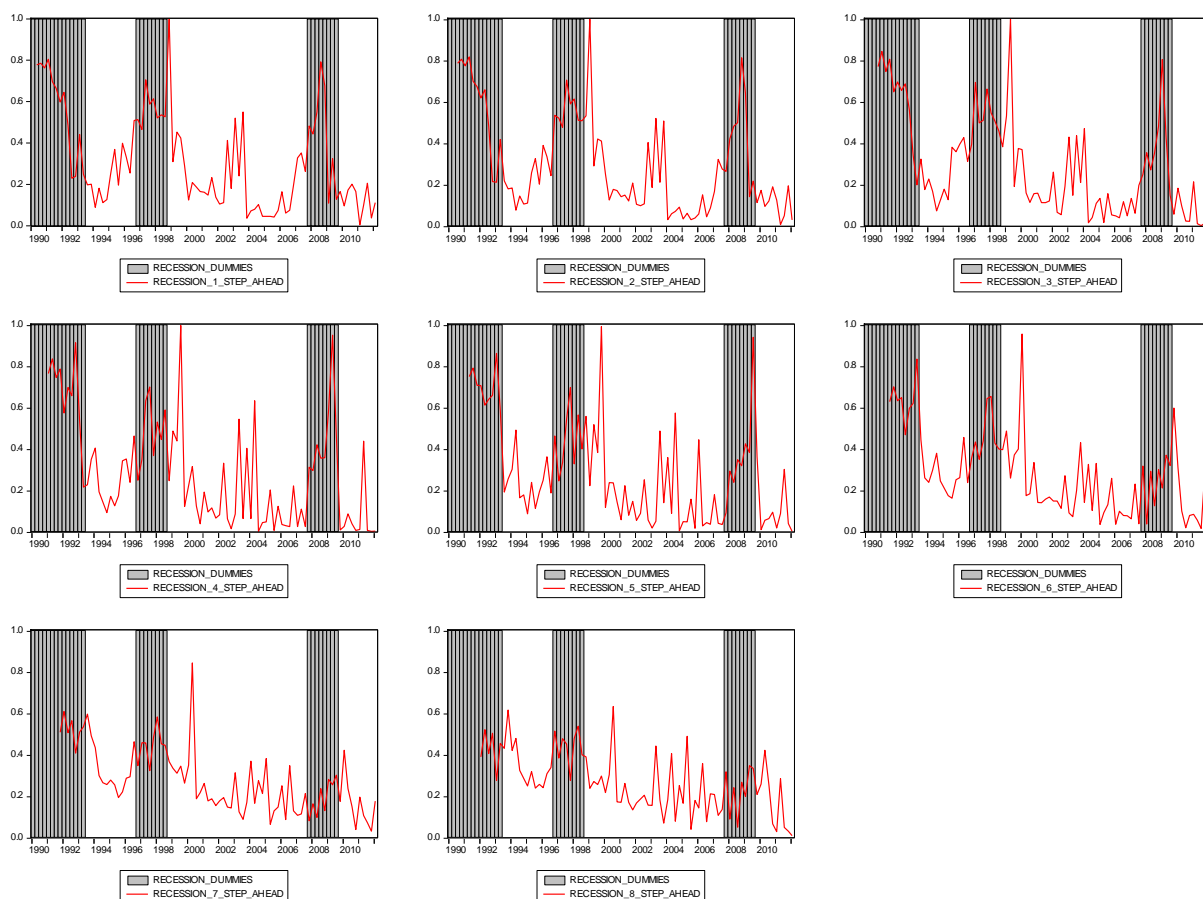 1.0
0.8
0.6
0.4
0.2
0.0
1990 1992 1994 1996 1998 2000 2002 2004 2006 2008 2010
RECESSION_DUMMIES
RECESSION_1_STEP_AHEAD
1.0
0.8
0.6
0.4
0.2
0.0
1990 1992 1994 1996 1998 2000 2002 2004 2006 2008 2010
RECESSION_DUMMIES
RECESSION_2_STEP_AHEAD
1.0
0.8
0.6
0.4
0.2
0.0
1990 1992 1994 1996 1998 2000 2002 2004 2006 2008 2010
RECESSION_DUMMIES
RECESSION_3_STEP_AHEAD
1.0
0.8
0.6
0.4
0.2
0.0
1990 1992 1994 1996 1998 2000 2002 2004 2006 2008 2010
RECESSION_DUMMIES
RECESSION_4_STEP_AHEAD
1.0
0.8
0.6
0.4
0.2
0.0
1990 1992 1994 1996 1998 2000 2002 2004 2006 2008 2010
RECESSION_DUMMIES
RECESSION_5_STEP_AHEAD
1.0
0.8
0.6
0.4
0.2
0.0
1990 1992 1994 1996 1998 2000 2002 2004 2006 2008 2010
RECESSION_DUMMIES
RECESSION_6_STEP_AHEAD
1.0
0.8
0.6
0.4
0.2
0.0
1990 1992 1994 1996 1998 2000 2002 2004 2006 2008 2010
RECESSION_DUMMIES
RECESSION_7_STEP_AHEAD
1.0
0.8
0.6
0.4
0.2
0.0
1990 1992 1994 1996 1998 2000 2002 2004 2006 2008 2010
RECESSION_DUMMIES
RECESSION_8_STEP_AHEAD